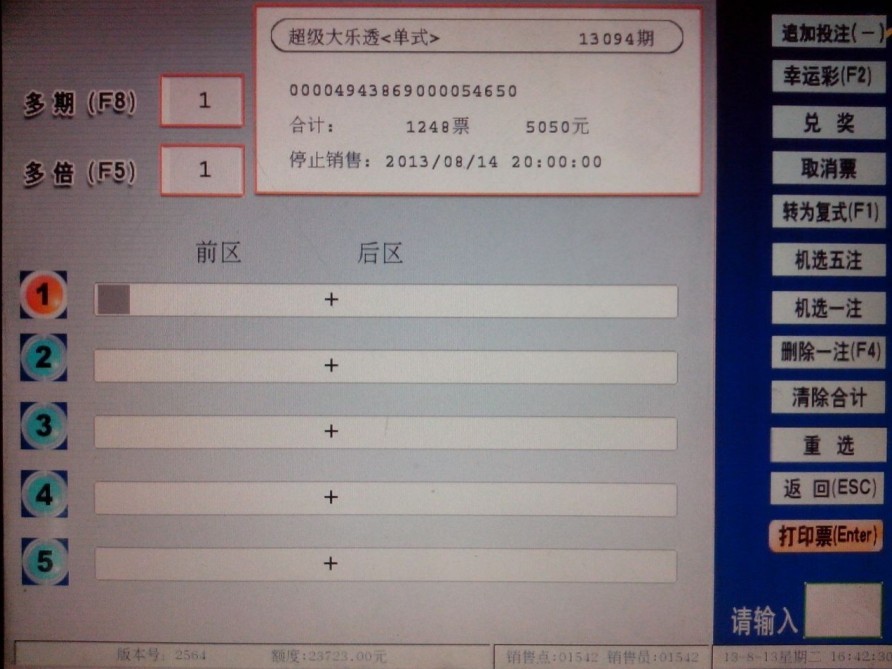 超级大乐透<单式> 13094期
00004943869000054650
合计: 1248票 5050元
停止销售: 2013/08/14 20:00:00
多期(F8) 1
多倍(F5) 1
前区 后区
1 +
2 +
3 +
4 +
5 +
追加投注(-)
幸运彩(F2)
兑 奖
取消票
转为复式(F1)
机选五注
机选一注
删除一注(F4)
清除合计
重 选
返 回(ESC)
打印票(Enter)
请输入
版本号: 2564 额度:23723.00元 销售点:01542 销售员:01542 13-8-13星期二 16:42:30